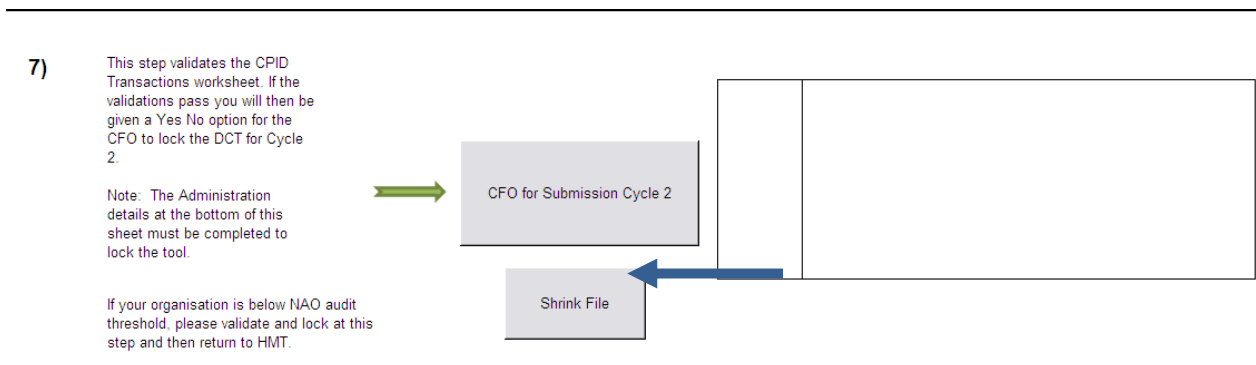 7)
This step validates the CPID
Transactions worksheet. If the
validations pass you will then be
given a Yes No option for the
CFO to lock the DCT for Cycle
2.
Note:  The Administration
details at the bottom of this
sheet must be completed to
lock the tool.
If your organisation is below NAO audit
threshold, please validate and lock at this
step and then return to HMT.
CFO for Submission Cycle 2
Shrink File